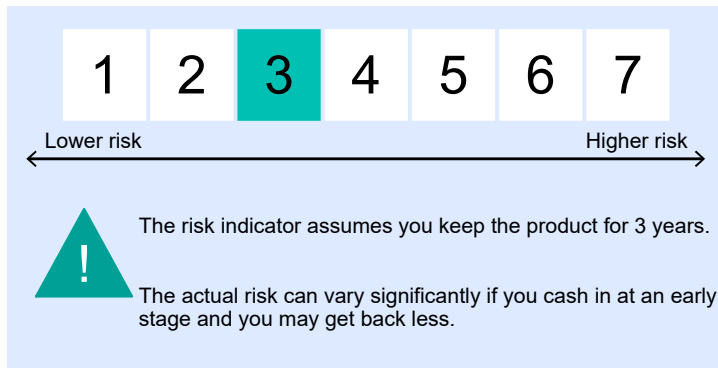 1 2 3 4 5 6 7
Lower risk Higher risk
!
The risk indicator assumes you keep the product for 3 years.
The actual risk can vary significantly if you cash in at an early
stage and you may get back less.